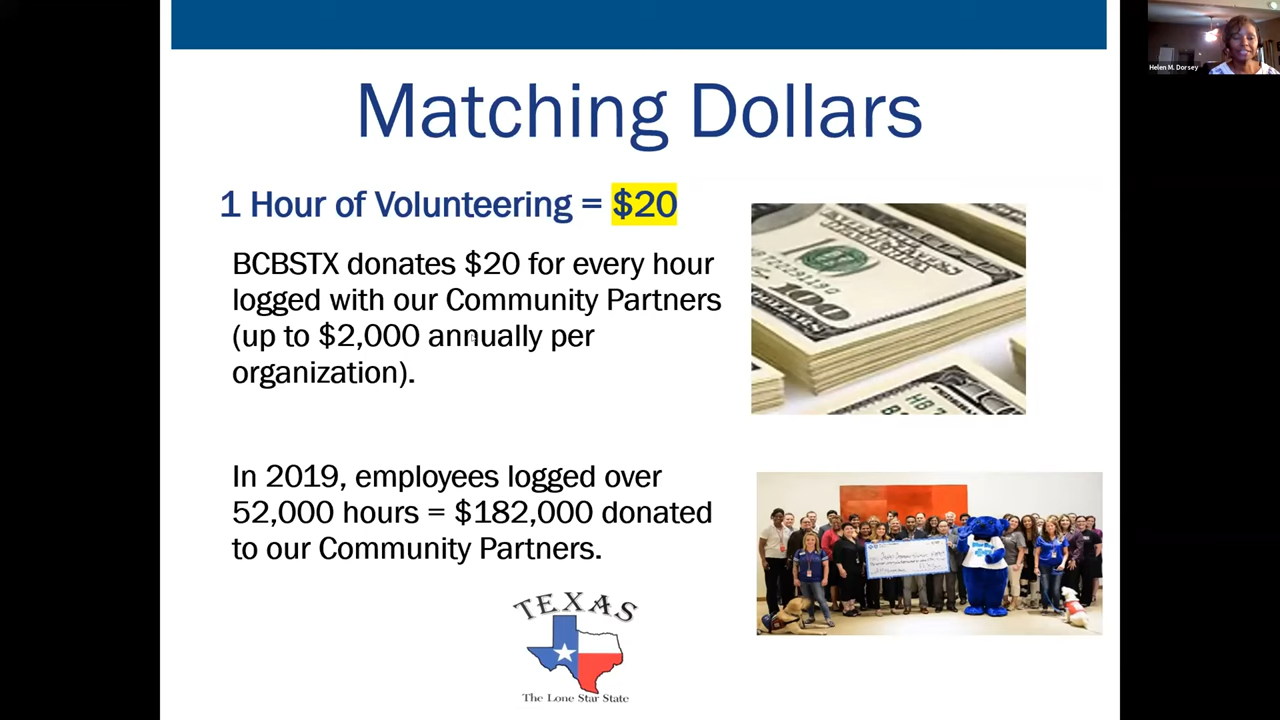 Helen M. Dorsey
Matching Dollars
1 Hour of Volunteering = $20
BCBSTX donates $20 for every hour
logged with our Community Partners
(up to $2,000 annually per
organization).
In 2019, employees logged over
52,000 hours = $182,000 donated
to our Community Partners.
TEXAS
The Lone Star State
100